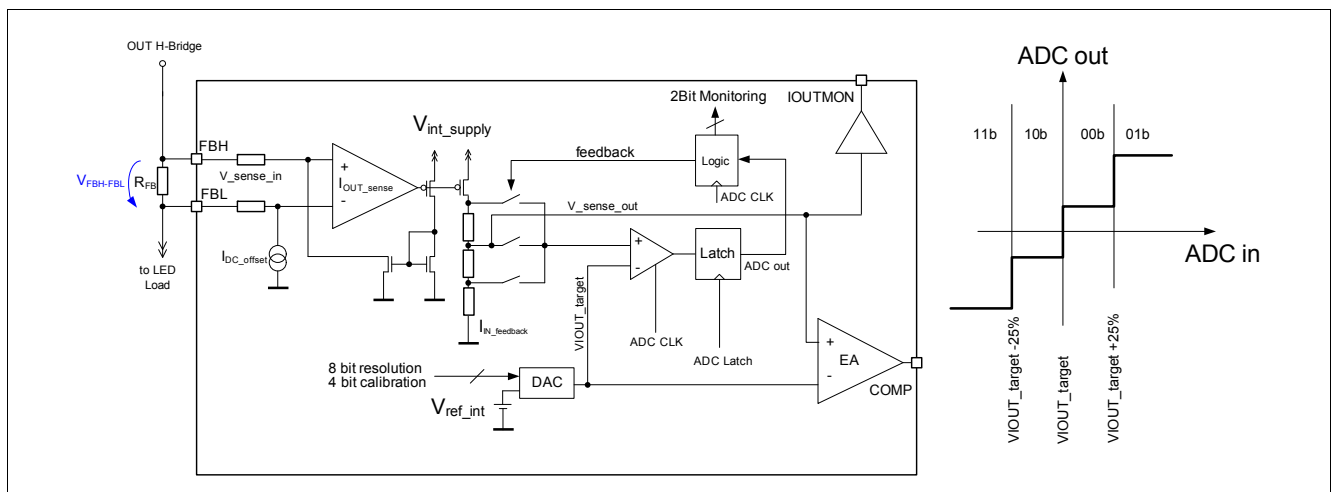 OUT H-Bridge
FBH
V_sense_in
V_FBH-FBL
R_FB
FBL
to LED
Load
I_DC_offset
+
I_OUT_sense
-
V_int_supply
I_IN_feedback
feedback
V_sense_out
2Bit Monitoring
Logic
ADC CLK
IOUTMON
+
-
Latch
ADC out
ADC CLK
ADC Latch
VIOUT_target
8 bit resolution
4 bit calibration
DAC
V_ref_int
+
EA
-
COMP
ADC out
11b
10b
00b
01b
ADC in
VIOUT_target -25%
VIOUT_target
VIOUT_target +25%